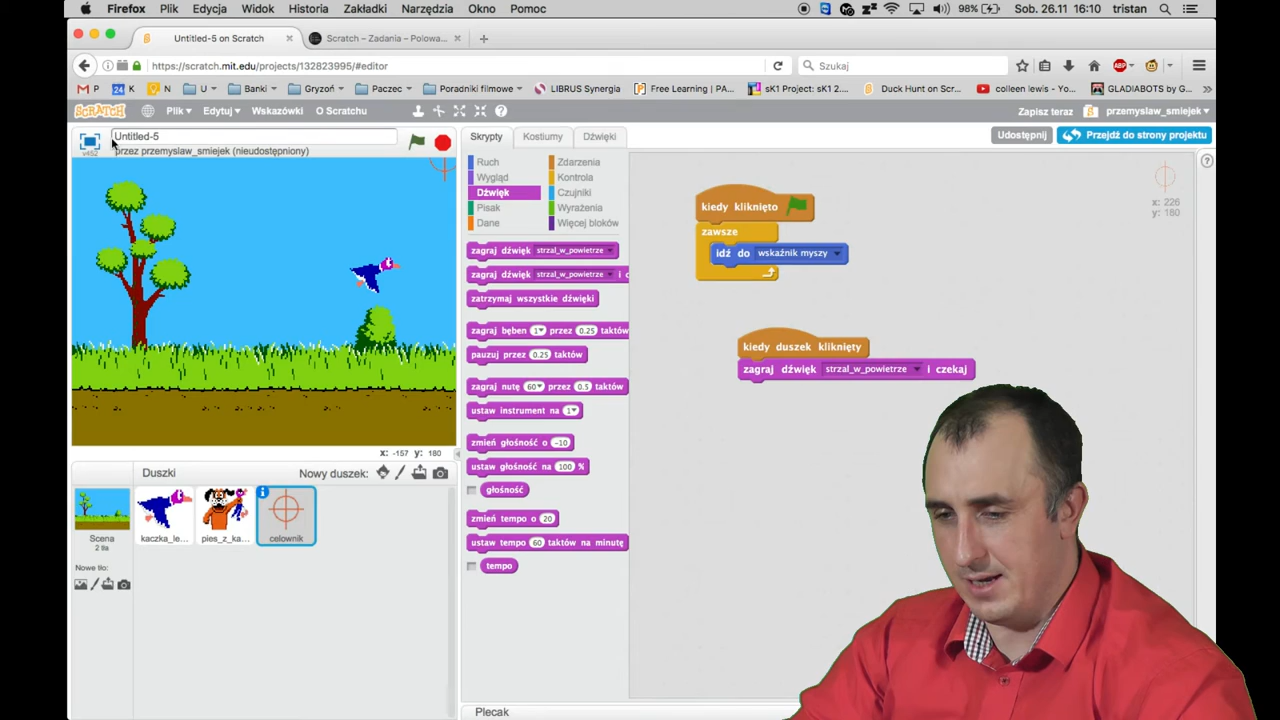 Firefox Plik Edycja Widok Historia Zakładki Narzędzia Okno Pomoc 98% Sob. 26.11 16:10 tristan
Untitled-5 on Scratch × Scratch – Zadania – Polowa... × +
https://scratch.mit.edu/projects/132823995/#editor Szukaj
M P 24 K N U Banki Gryzoń Paczec Poradniki filmowe LIBRUS Synergia Free Learning | PA... sK1 Project: sK1 2.... Duck Hunt on Scr... colleen lewis - Yo... GLADIABOTS by G... »
SCRATCH Plik Edytuj Wskazówki O Scratchu ? Zapisz teraz przemyslaw_smiejek
Untitled-5
v452 przez przemyslaw_smiejek (nieudostępniony)
Skrypty Kostiumy Dźwięki
Udostępnij Przejdź do strony projektu
Ruch Zdarzenia
Wygląd Kontrola
Dźwięk Czujniki
Pisak Wyrażenia
Dane Więcej bloków
zagraj dźwięk strzal_w_powietrze
zagraj dźwięk strzal_w_powietrze i c
zatrzymaj wszystkie dźwięki
zagraj bęben 1 przez 0.25 taktów
pauzuj przez 0.25 taktów
zagraj nutę 60 przez 0.5 taktów
ustaw instrument na 1
zmień głośność o -10
ustaw głośność na 100 %
głośność
zmień tempo o 20
ustaw tempo 60 taktów na minutę
tempo
kiedy kliknięto
zawsze
idź do wskaźnik myszy
kiedy duszek kliknięty
zagraj dźwięk strzal_w_powietrze i czekaj
x: 226
y: 180
?
x: -157 y: 180
Duszki Nowy duszek:
Scena
2 tła
Nowe tło:
kaczka_le... pies_z_ka... celownik
i
Plecak